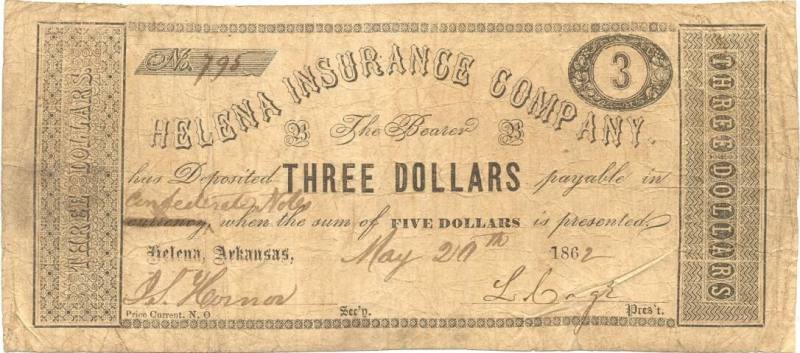 THREE DOLLARS.
No. 795
HELENA INSURANCE COMPANY.
3
The Bearer
has Deposited THREE DOLLARS payable in
Confederate Notes
currency, when the sum of FIVE DOLLARS is presented.
Helena, Arkansas, May 20th 1862
Hornor Sec'y. Pres't.
Price Current. N. O
THREE DOLLARS